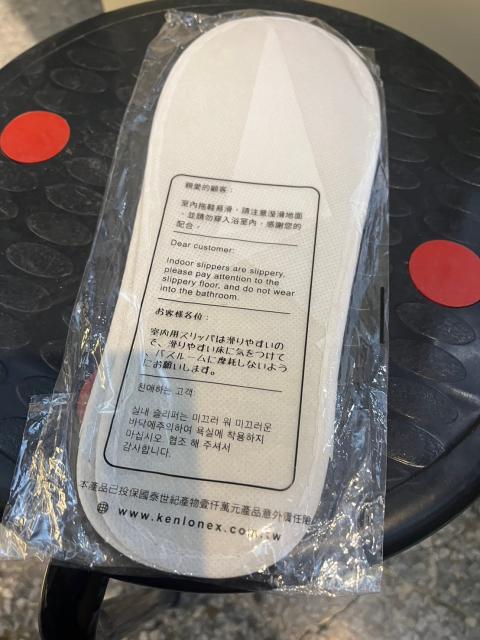 親愛的顧客：
室內拖鞋易滑，請注意溼滑地面
，並請勿穿入浴室內，感謝您的
配合。
Dear customer:
Indoor slippers are slippery,
please pay attention to the
slippery floor, and do not wear
into the bathroom.
お客様各位：
室内用スリッパは滑りやすいの
で、滑りやすい床に気をつけて
、バスルームに摩耗しないよう
にお願いします。
친애하는 고객:
실내 슬리퍼는 미끄러 워 미끄러운
바닥에주의하여 욕실에 착용하지
마십시오. 협조 해 주셔서
감사합니다.
本產品已投保國泰世紀產物壹仟萬元產品意外責任險
www.kenlonex.com.tw